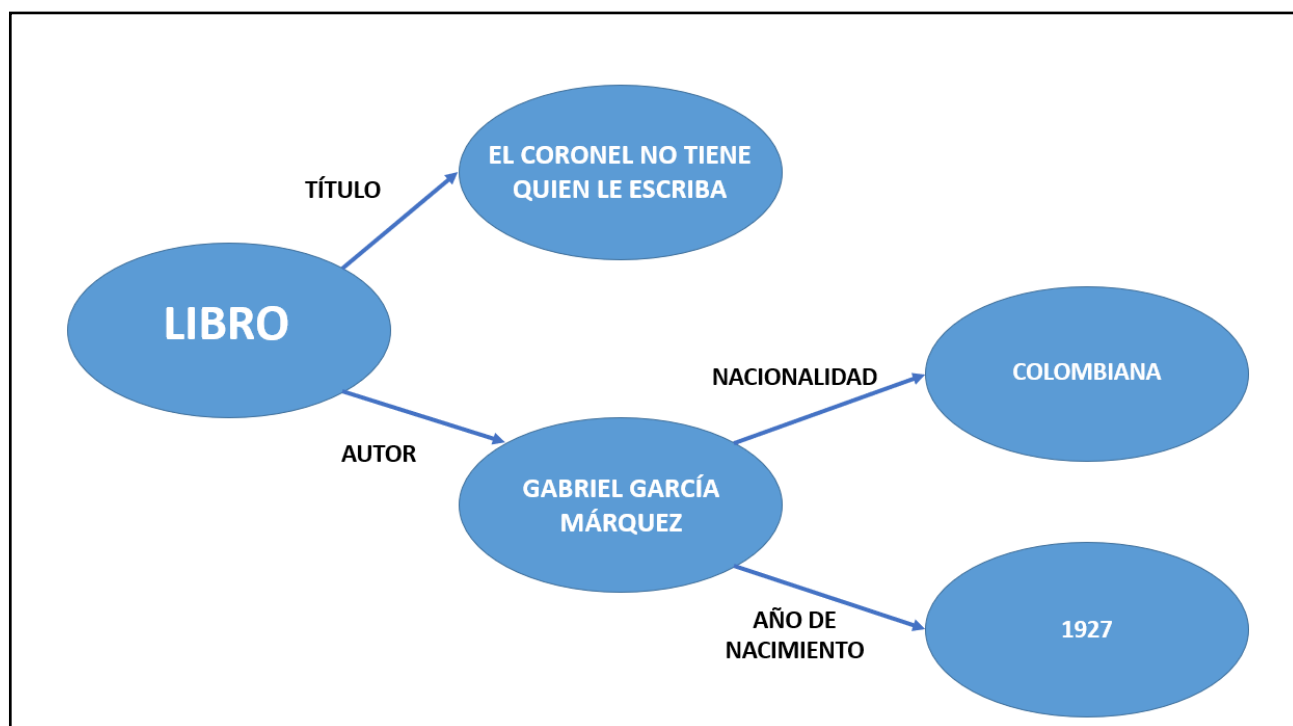 EL CORONEL NO TIENE
QUIEN LE ESCRIBA
TÍTULO
LIBRO
NACIONALIDAD
COLOMBIANA
AUTOR
GABRIEL GARCÍA
MÁRQUEZ
AÑO DE
NACIMIENTO
1927